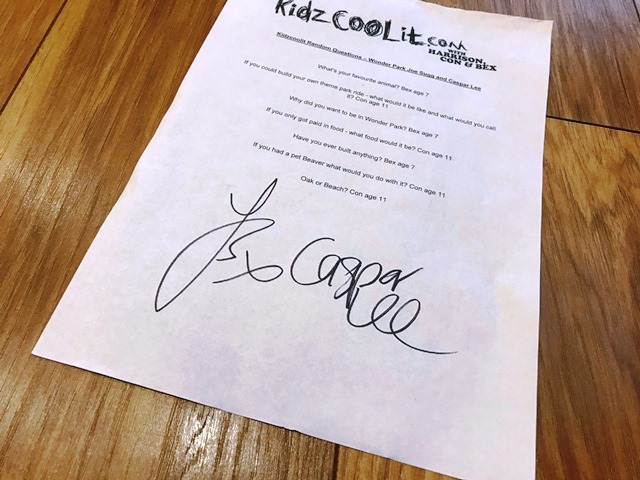 Kidz COOLit.com
WITH
HARRISON,
CON & BEX
Kidzcoolit Random Questions – Wonder Park Joe Sugg and Caspar Lee
What's your favourite animal? Bex age 7
If you could build your own theme park ride - what would it be like and what would you call
it? Con age 11
Why did you want to be in Wonder Park? Bex age 7
If you only got paid in food - what food would it be? Con age 11
Have you ever built anything? Bex age 7
If you had a pet Beaver what would you do with it? Con age 11
Oak or Beach? Con age 11
Caspar
Lee